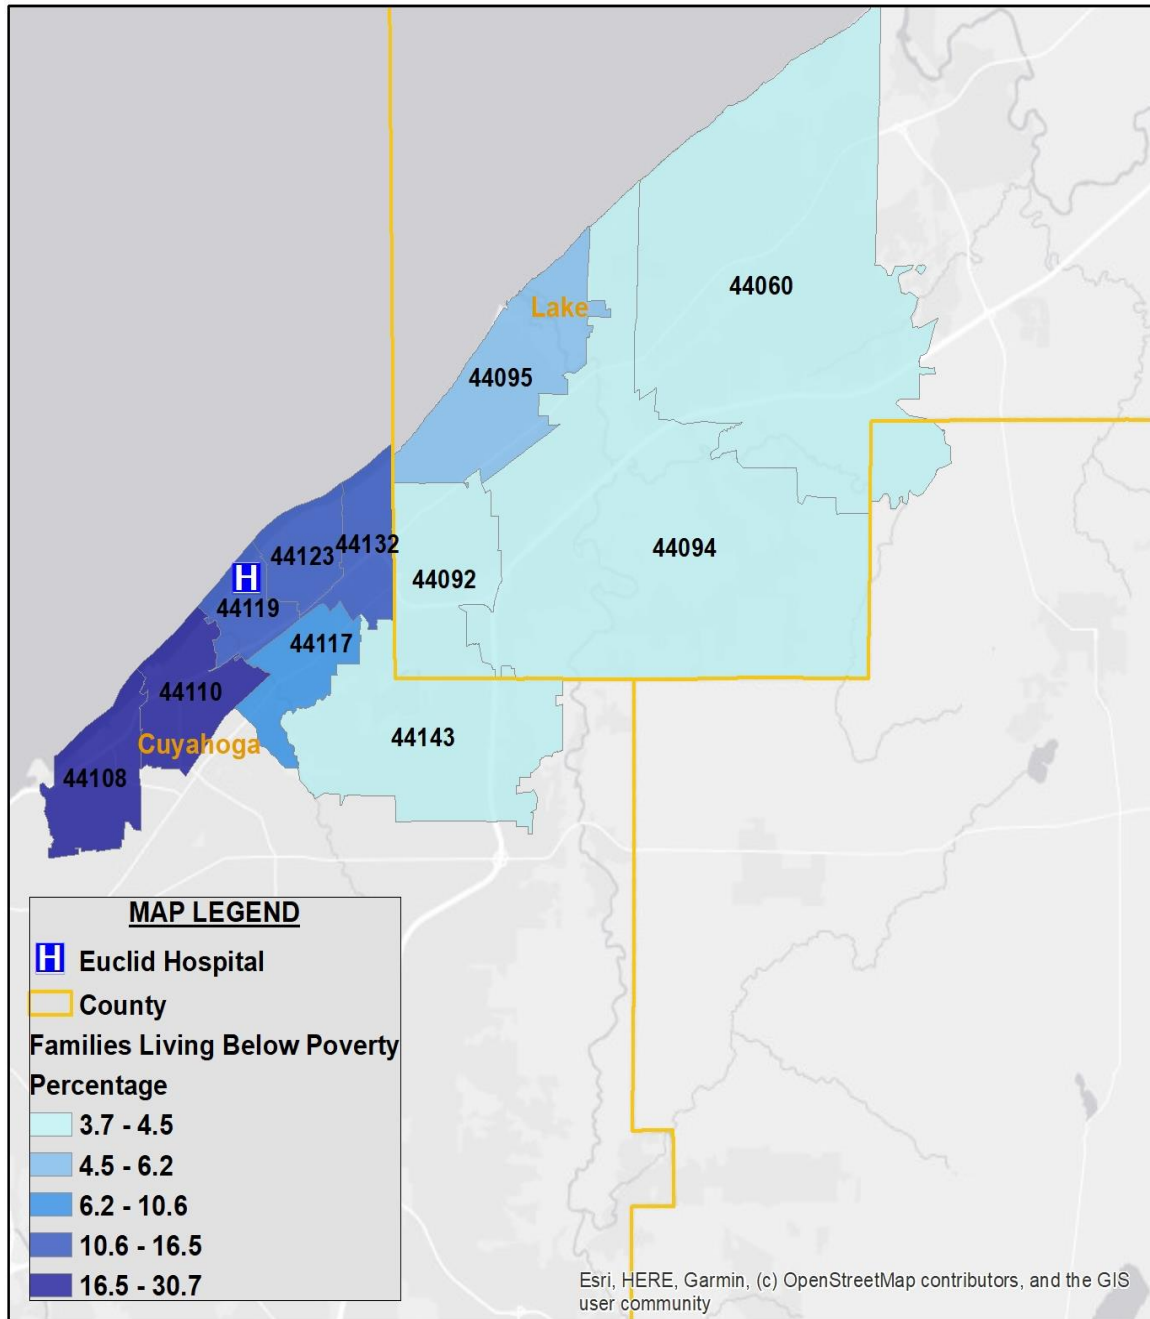 44060
Lake
44095
44132
44123
44094
44092
H
44119
44117
44110
44143
Cuyahoga
44108
MAP LEGEND
H Euclid Hospital
County
Families Living Below Poverty
Percentage
3.7 - 4.5
4.5 - 6.2
6.2 - 10.6
10.6 - 16.5
16.5 - 30.7
Esri, HERE, Garmin, (c) OpenStreetMap contributors, and the GIS
user community